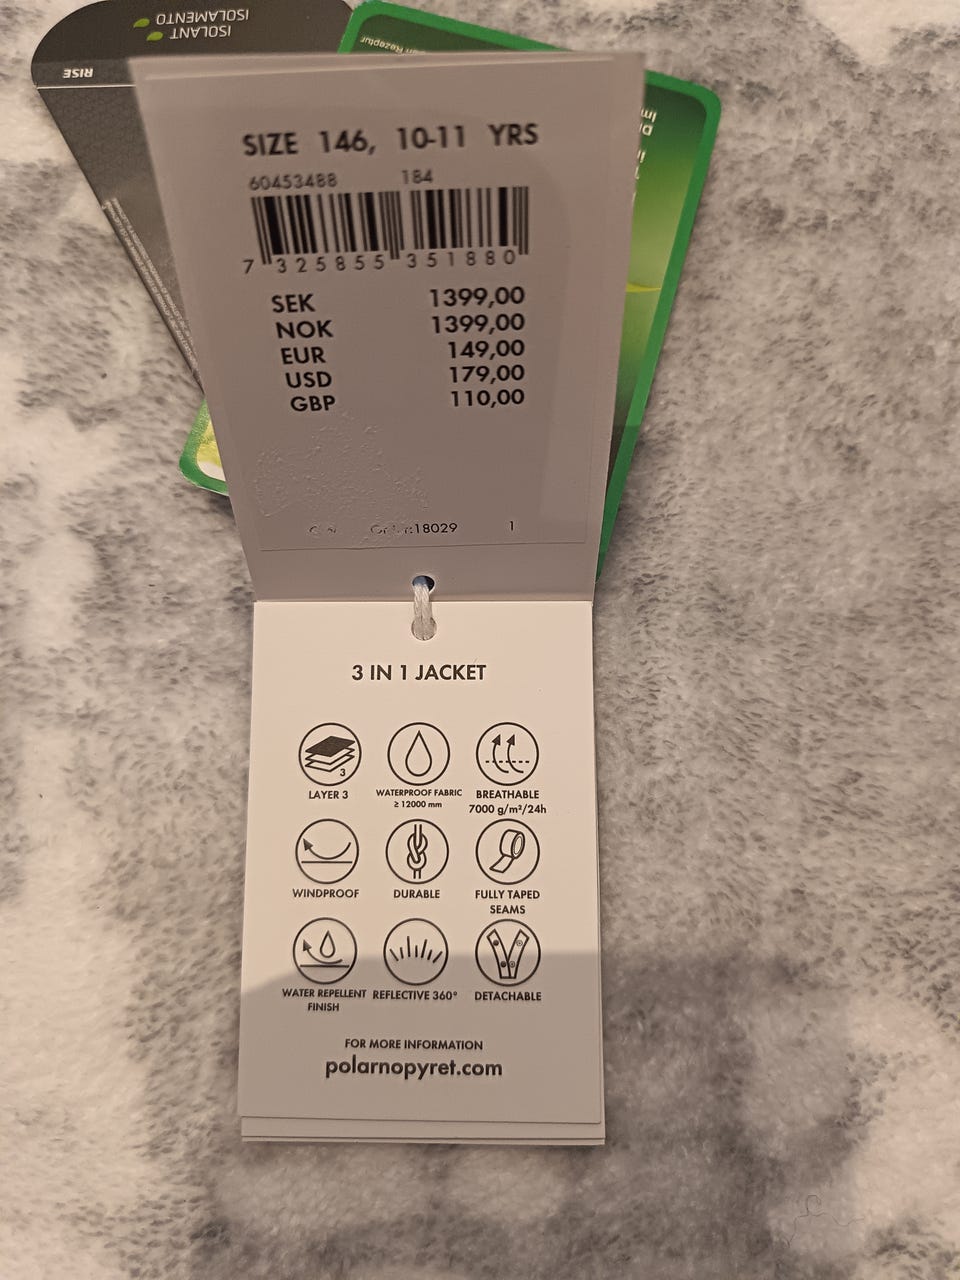 ISOLANT
ISOLAMENTO
RISE
SIZE 146, 10-11 YRS
60453488 184
7 325855 351880
SEK 1399,00
NOK 1399,00
EUR 149,00
USD 179,00
GBP 110,00
18029 1
3 IN 1 JACKET
3
LAYER 3
WATERPROOF FABRIC
≥ 12000 mm
BREATHABLE
7000 g/m²/24h
WINDPROOF
DURABLE
FULLY TAPED
SEAMS
WATER REPELLENT
FINISH
REFLECTIVE 360°
DETACHABLE
FOR MORE INFORMATION
polarnopyret.com